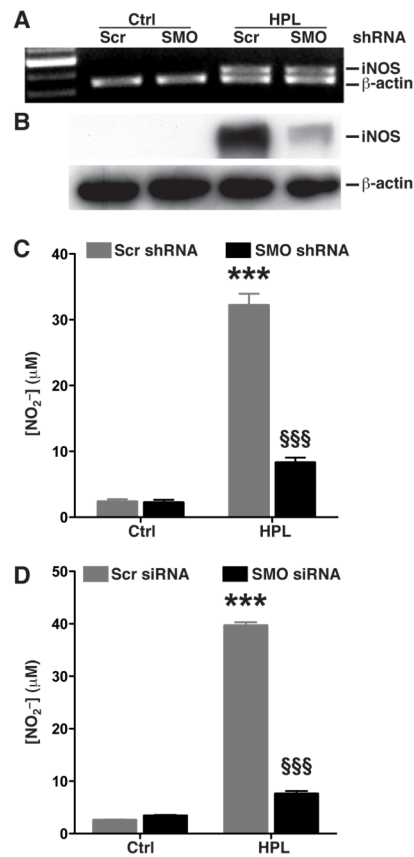 A
Ctrl HPL
Scr SMO Scr SMO shRNA
iNOS
β-actin
B
iNOS
β-actin
C
Scr shRNA SMO shRNA
[NO₂⁻] (μM)
40
30
20
10
0
***
§§§
Ctrl HPL
D
Scr siRNA SMO siRNA
[NO₂⁻] (μM)
50
40
30
20
10
0
***
§§§
Ctrl HPL